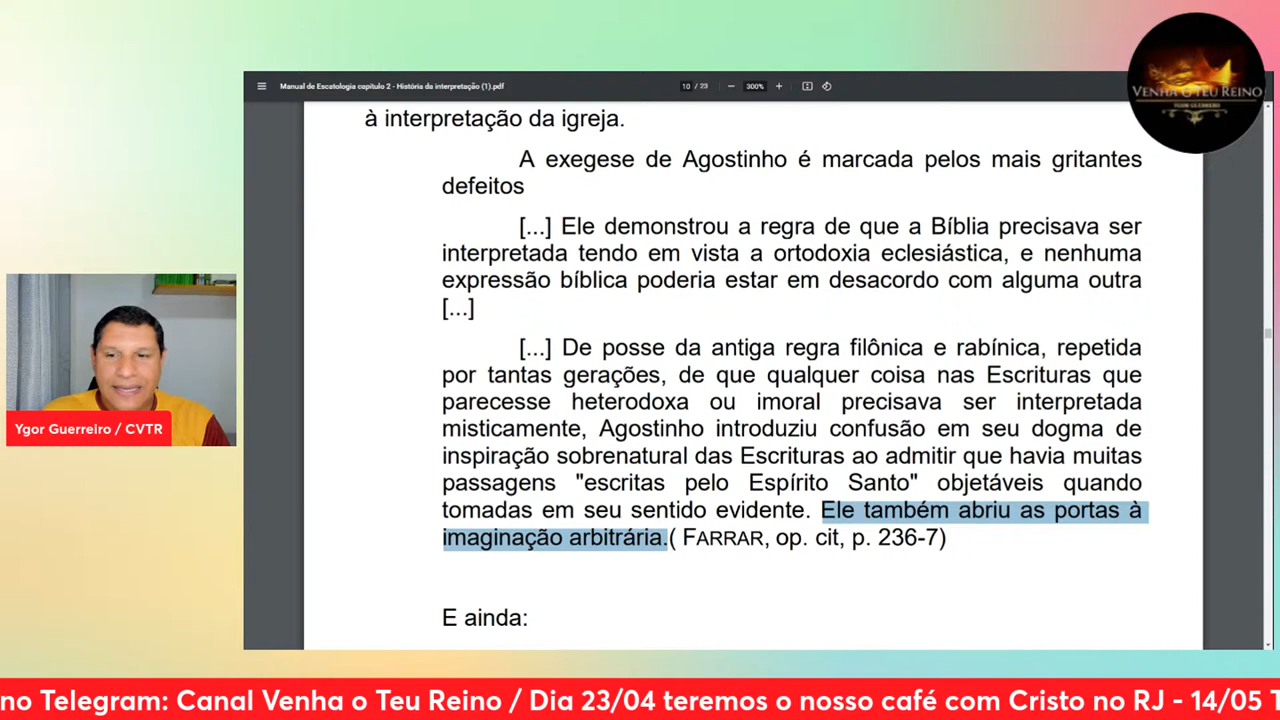 VENHA O TEU REINO
YGOR GUERREIRO
Manual de Escatologia capítulo 2 - História da interpretação (1).pdf
10 / 23
300%
à interpretação da igreja.
A exegese de Agostinho é marcada pelos mais gritantes
defeitos
[...] Ele demonstrou a regra de que a Bíblia precisava ser
interpretada tendo em vista a ortodoxia eclesiástica, e nenhuma
expressão bíblica poderia estar em desacordo com alguma outra
[...]
[...] De posse da antiga regra filônica e rabínica, repetida
por tantas gerações, de que qualquer coisa nas Escrituras que
parecesse heterodoxa ou imoral precisava ser interpretada
misticamente, Agostinho introduziu confusão em seu dogma de
inspiração sobrenatural das Escrituras ao admitir que havia muitas
passagens "escritas pelo Espírito Santo" objetáveis quando
tomadas em seu sentido evidente. Ele também abriu as portas à
imaginação arbitrária.( FARRAR, op. cit, p. 236-7)
E ainda:
Ygor Guerreiro / CVTR
no Telegram: Canal Venha o Teu Reino / Dia 23/04 teremos o nosso café com Cristo no RJ - 14/05 T